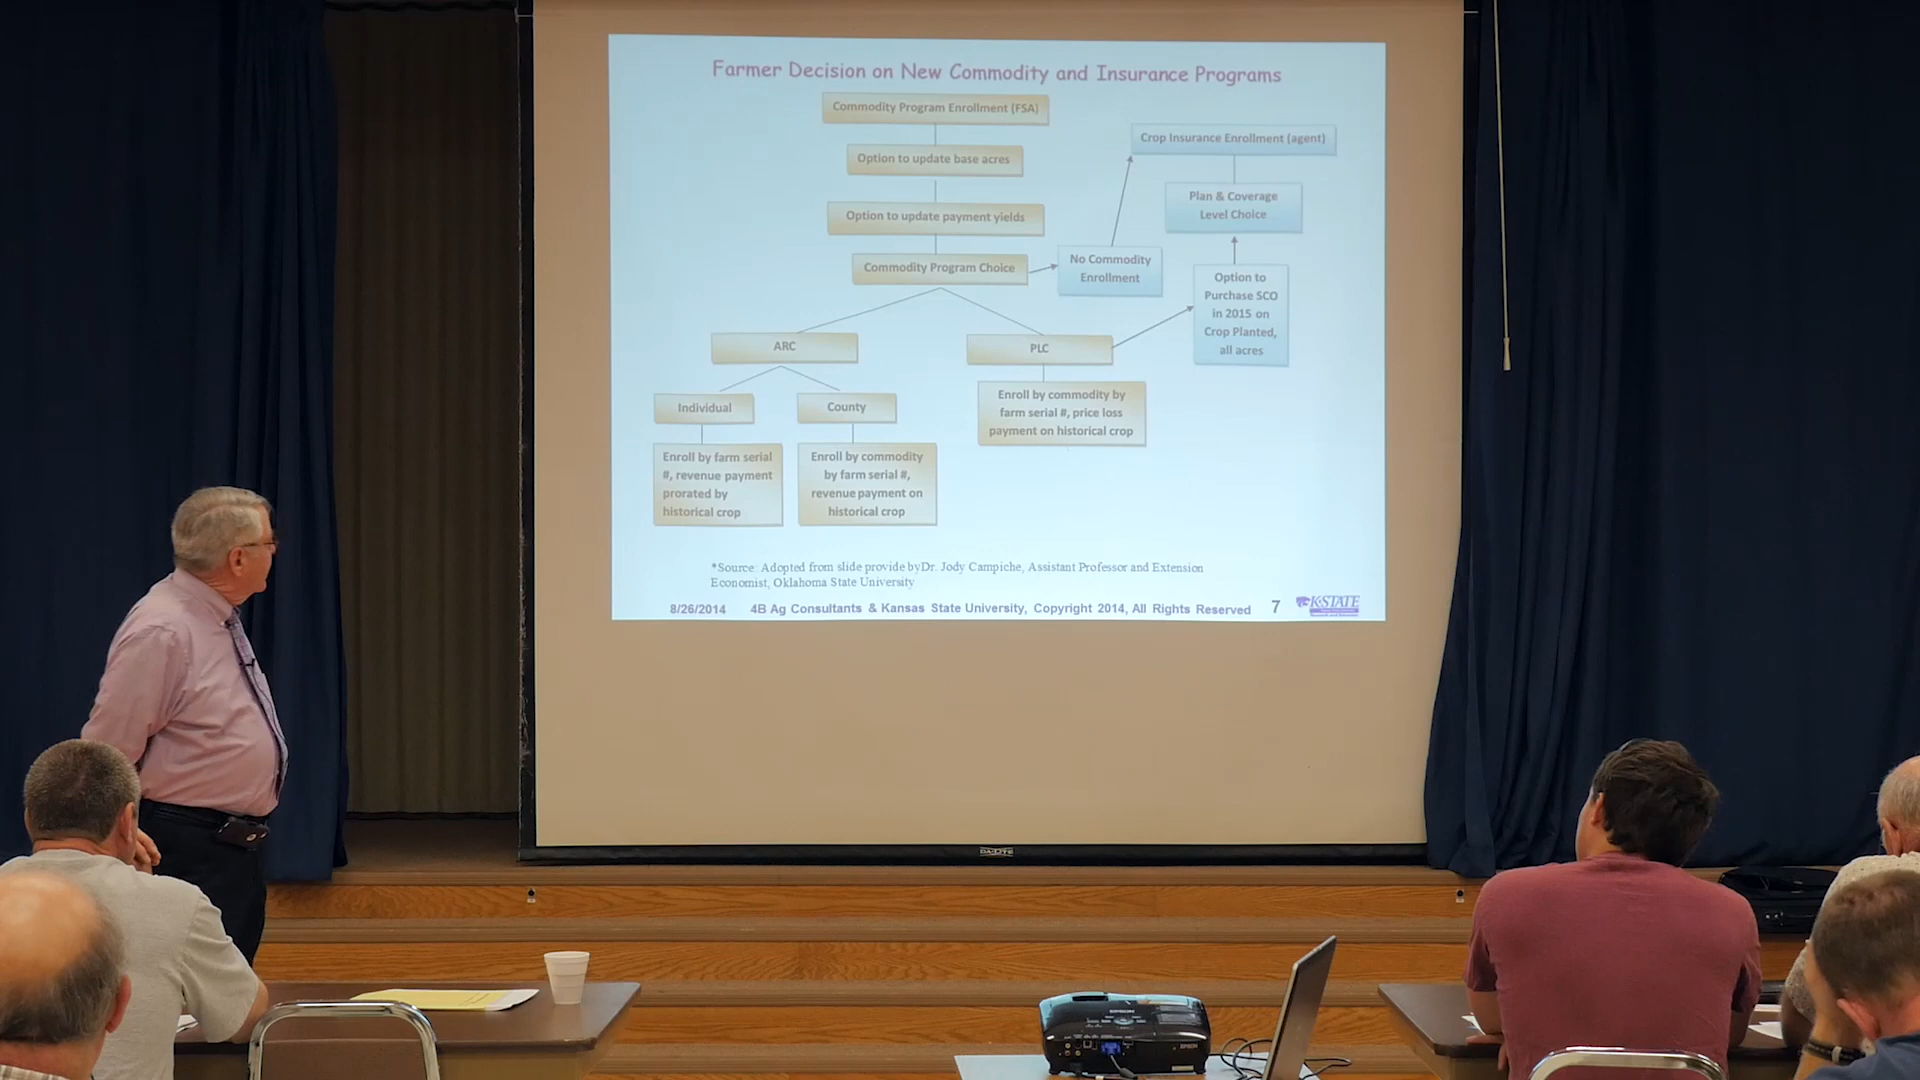 Farmer Decision on New Commodity and Insurance Programs
Commodity Program Enrollment (FSA)
Crop Insurance Enrollment (agent)
Option to update base acres
Plan & Coverage
Level Choice
Option to update payment yields
Commodity Program Choice
No Commodity
Enrollment
Option to
Purchase SCO
in 2015 on
Crop Planted,
all acres
ARC
PLC
Individual
County
Enroll by commodity by
farm serial #, price loss
payment on historical crop
Enroll by farm serial
#, revenue payment
prorated by
historical crop
Enroll by commodity
by farm serial #,
revenue payment on
historical crop
*Source: Adopted from slide provide byDr. Jody Campiche, Assistant Professor and Extension
Economist, Oklahoma State University
8/26/2014 4B Ag Consultants & Kansas State University, Copyright 2014, All Rights Reserved 7 K-STATE
DA-LITE
EPSON
EPSON